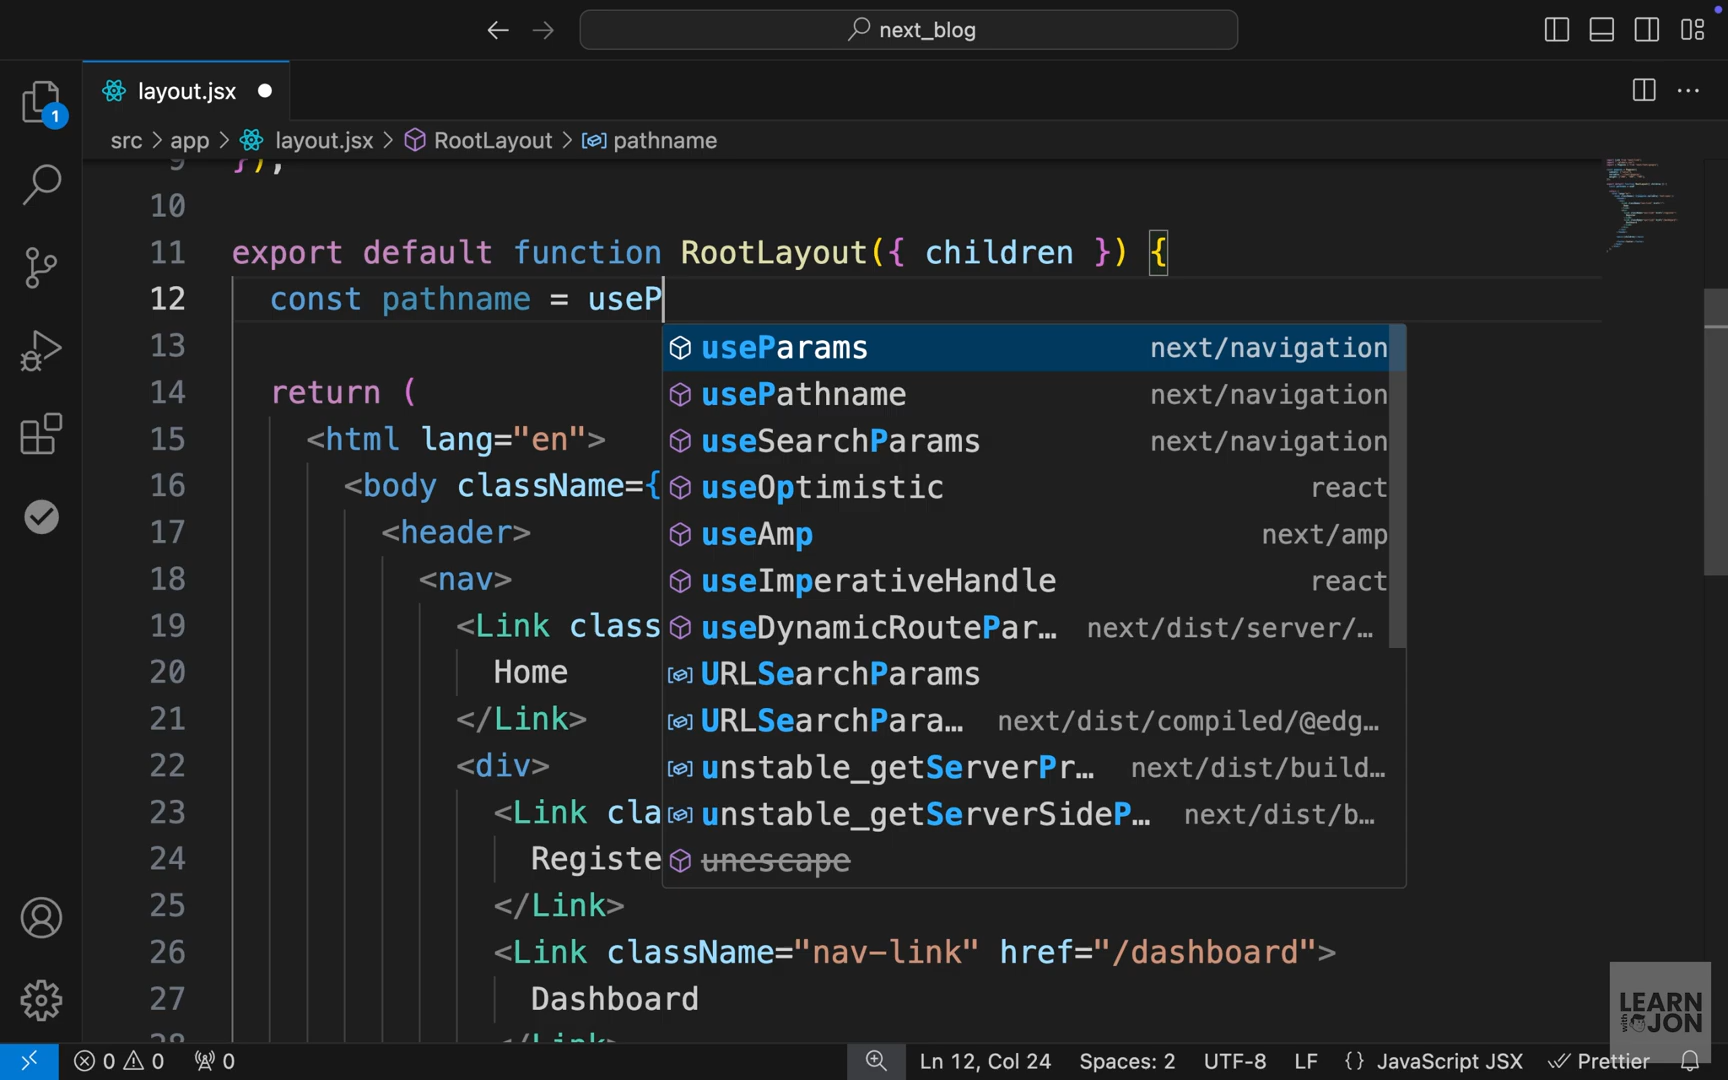 next_blog
layout.jsx
1
src > app > layout.jsx > RootLayout > pathname
9 });
10
11 export default function RootLayout({ children }) {
12 const pathname = useP
13
useParams next/navigation
14 return (
usePathname next/navigation
15 <html lang="en">
useSearchParams next/navigation
16 <body className={
useOptimistic react
17 <header>
useAmp next/amp
18 <nav>
useImperativeHandle react
19 <Link class
useDynamicRoutePar… next/dist/server/…
20 Home
URLSearchParams
21 </Link>
URLSearchPara… next/dist/compiled/@edg…
22 <div>
unstable_getServerPr… next/dist/build…
23 <Link cla
unstable_getServerSideP… next/dist/b…
24 Registe
unescape
25 </Link>
26 <Link className="nav-link" href="/dashboard">
27 Dashboard
28 </Link>
LEARN
with JON
0 0 0 Ln 12, Col 24 Spaces: 2 UTF-8 LF {} JavaScript JSX Prettier